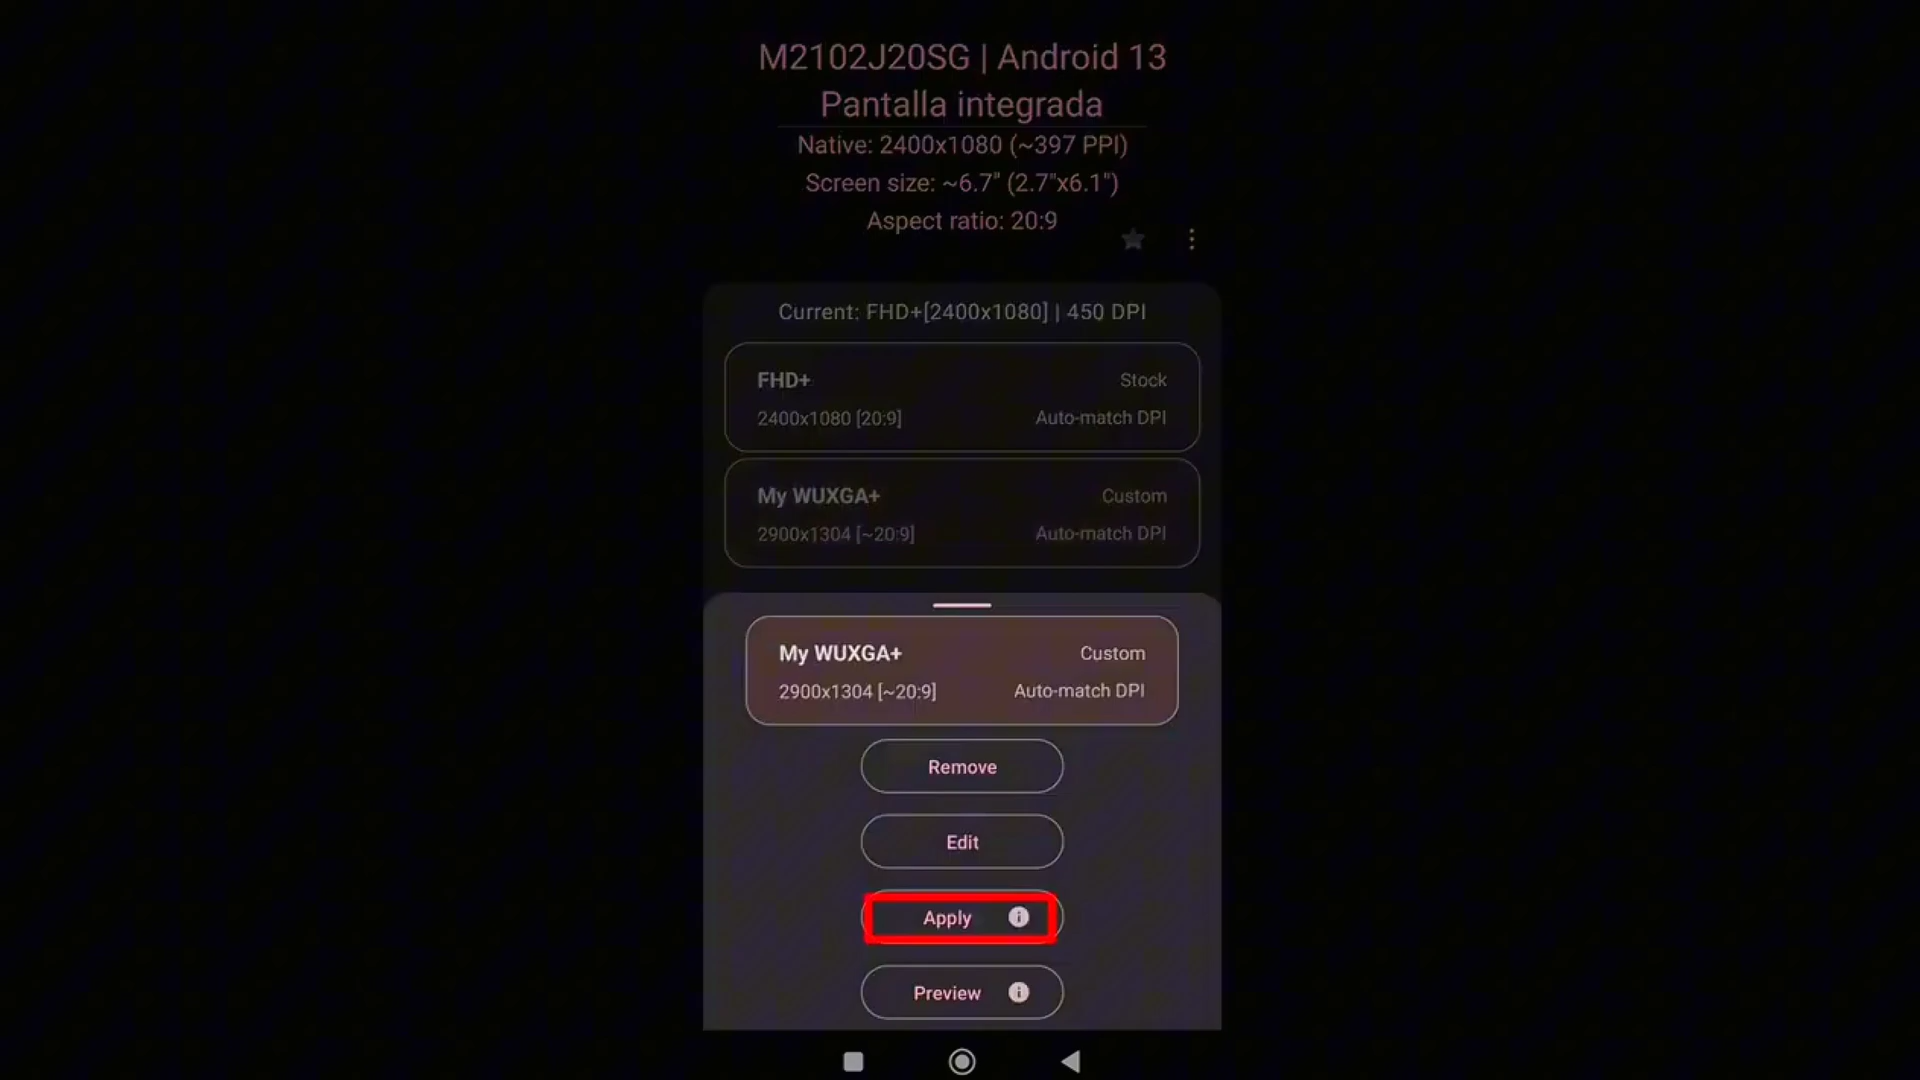 M2102J20SG | Android 13
Pantalla integrada
Native: 2400x1080 (~397 PPI)
Screen size: ~6.7" (2.7"x6.1")
Aspect ratio: 20:9
Current: FHD+[2400x1080] | 450 DPI
FHD+ Stock
2400x1080 [20:9] Auto-match DPI
My WUXGA+ Custom
2900x1304 [~20:9] Auto-match DPI
My WUXGA+ Custom
2900x1304 [~20:9] Auto-match DPI
Remove
Edit
Apply
Preview